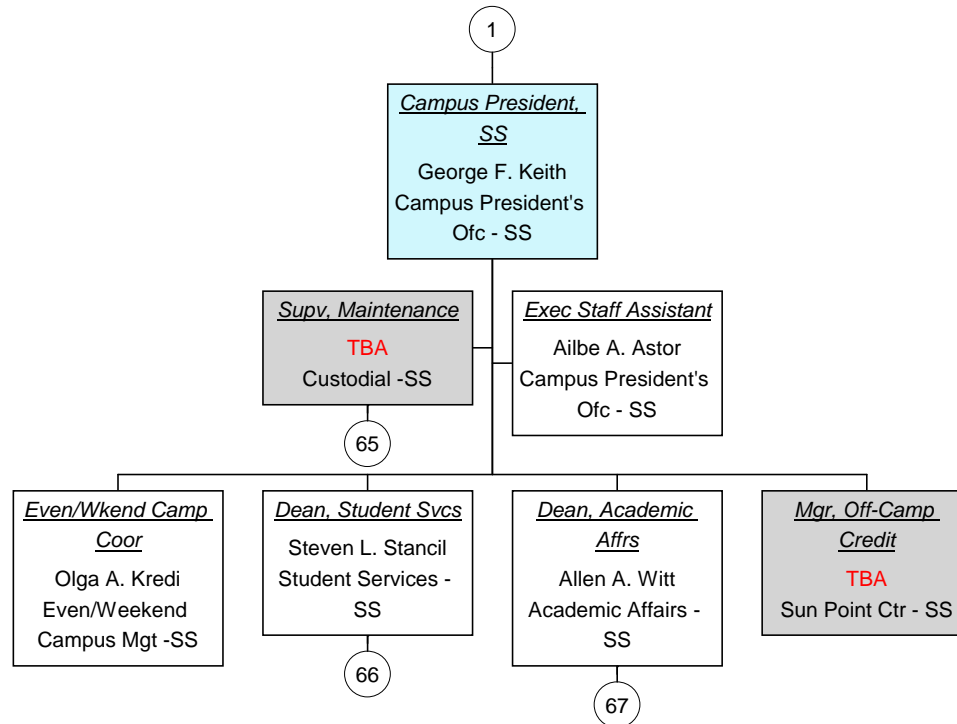 1
Campus President,
SS
George F. Keith
Campus President's
Ofc - SS
Supv, Maintenance
TBA
Custodial -SS
65
Exec Staff Assistant
Ailbe A. Astor
Campus President's
Ofc - SS
Even/Wkend Camp
Coor
Olga A. Kredi
Even/Weekend
Campus Mgt -SS
Dean, Student Svcs
Steven L. Stancil
Student Services -
SS
66
Dean, Academic
Affrs
Allen A. Witt
Academic Affairs -
SS
67
Mgr, Off-Camp
Credit
TBA
Sun Point Ctr - SS